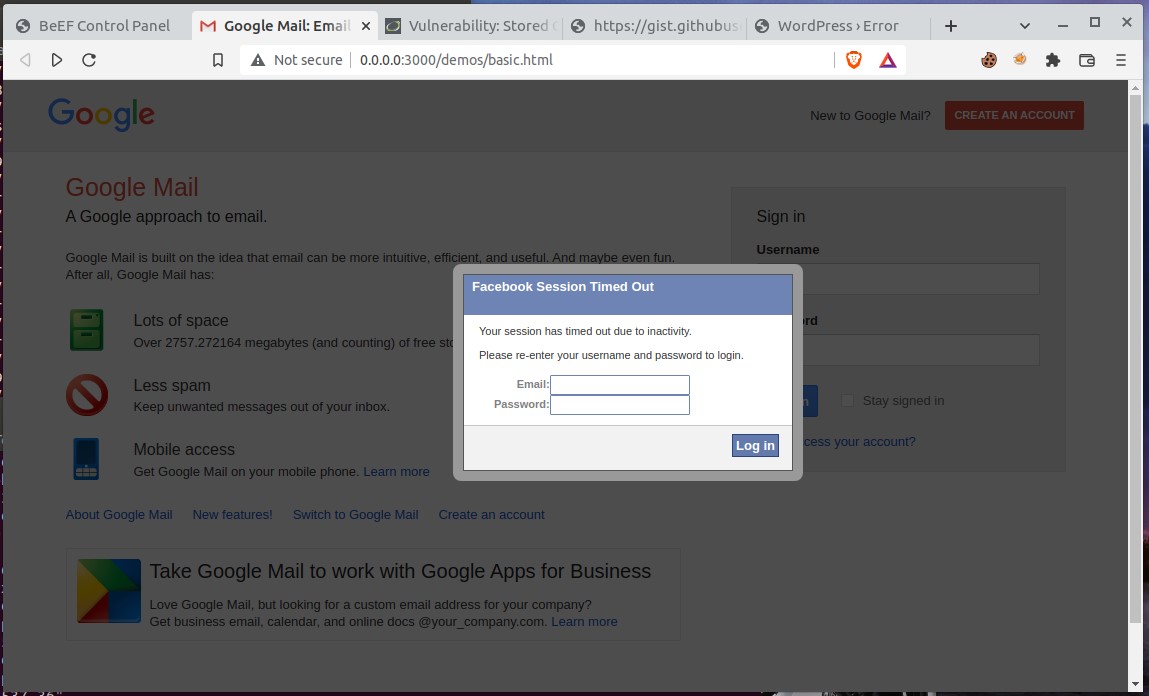 BeEF Control Panel
Google Mail: Email
Vulnerability: Stored
https://gist.githubus
WordPress › Error
Not secure
0.0.0.0:3000/demos/basic.html
Google
New to Google Mail?
CREATE AN ACCOUNT
Google Mail
A Google approach to email.
Google Mail is built on the idea that email can be more intuitive, efficient, and useful. And maybe even fun.
After all, Google Mail has:
Lots of space
Over 2757.272164 megabytes (and counting) of free sto
Less spam
Keep unwanted messages out of your inbox.
Mobile access
Get Google Mail on your mobile phone. Learn more
About Google Mail
New features!
Switch to Google Mail
Create an account
Take Google Mail to work with Google Apps for Business
Love Google Mail, but looking for a custom email address for your company?
Get business email, calendar, and online docs @your_company.com. Learn more
Sign in
Username
rd
n
Stay signed in
cess your account?
Facebook Session Timed Out
Your session has timed out due to inactivity.
Please re-enter your username and password to login.
Email:
Password:
Log in